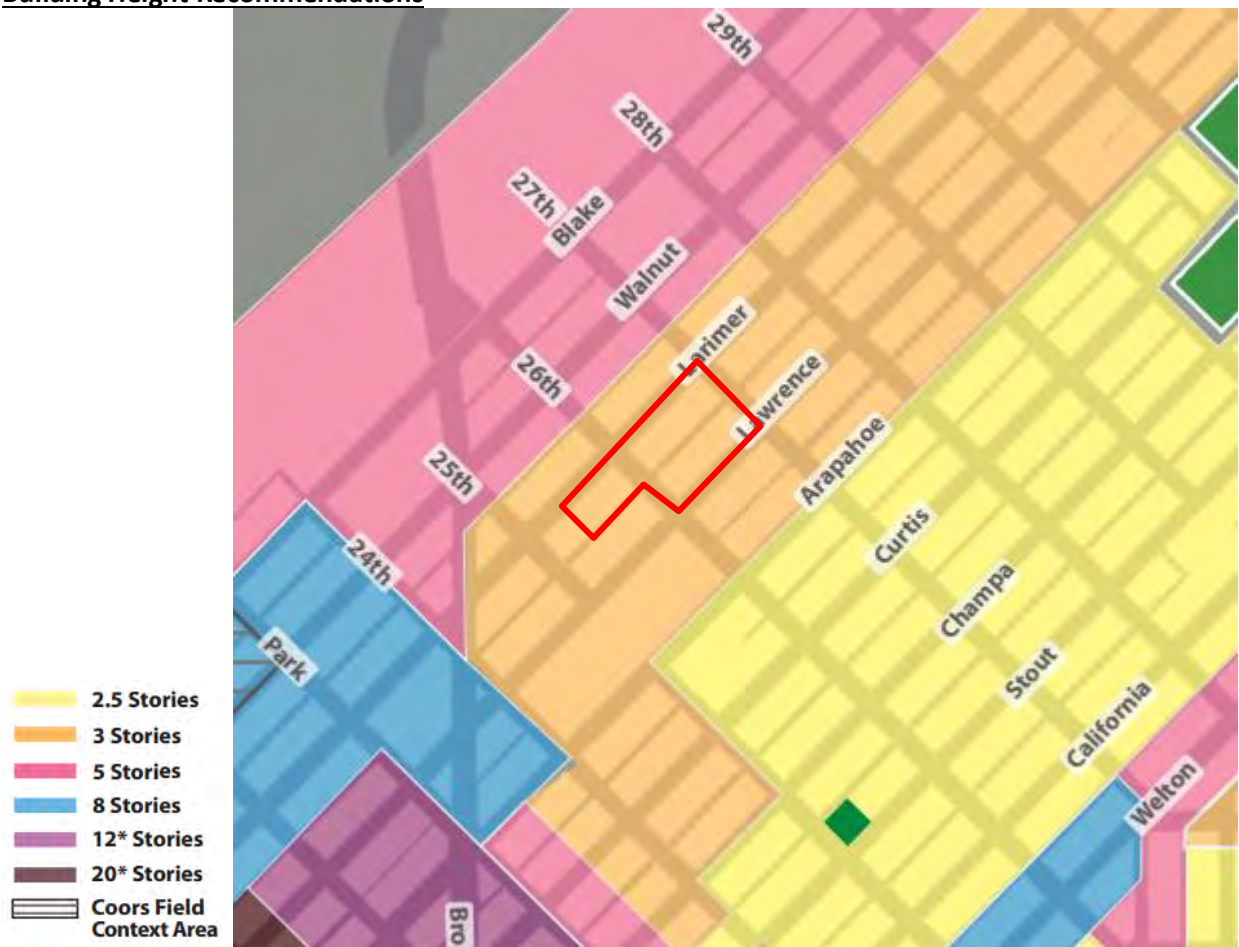 Building Height Recommendations
29th
28th
27th
Blake
Walnut
Larimer
26th
Lawrence
25th
Arapahoe
24th
Curtis
Champa
Park
Stout
California
Welton
Bro
2.5 Stories
3 Stories
5 Stories
8 Stories
12* Stories
20* Stories
Coors Field
Context Area